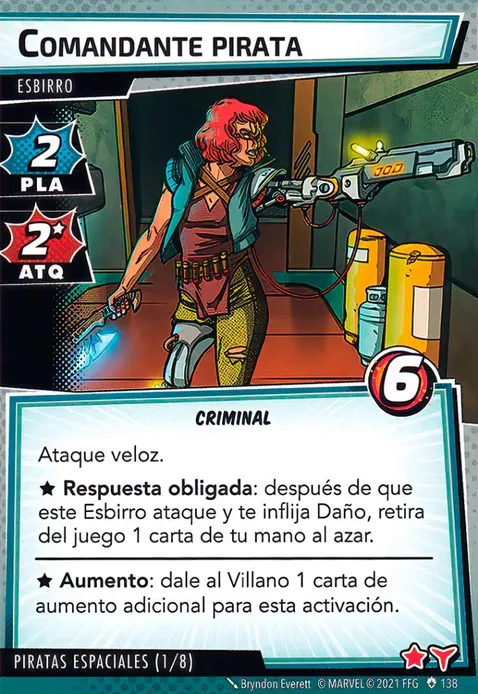 COMANDANTE PIRATA
ESBIRRO
2
PLA
2★
ATQ
6
CRIMINAL
Ataque veloz.
★ Respuesta obligada: después de que
este Esbirro ataque y te inflija Daño, retira
del juego 1 carta de tu mano al azar.
★ Aumento: dale al Villano 1 carta de
aumento adicional para esta activación.
PIRATAS ESPACIALES (1/8)
Bryndon Everett © MARVEL © 2021 FFG 138